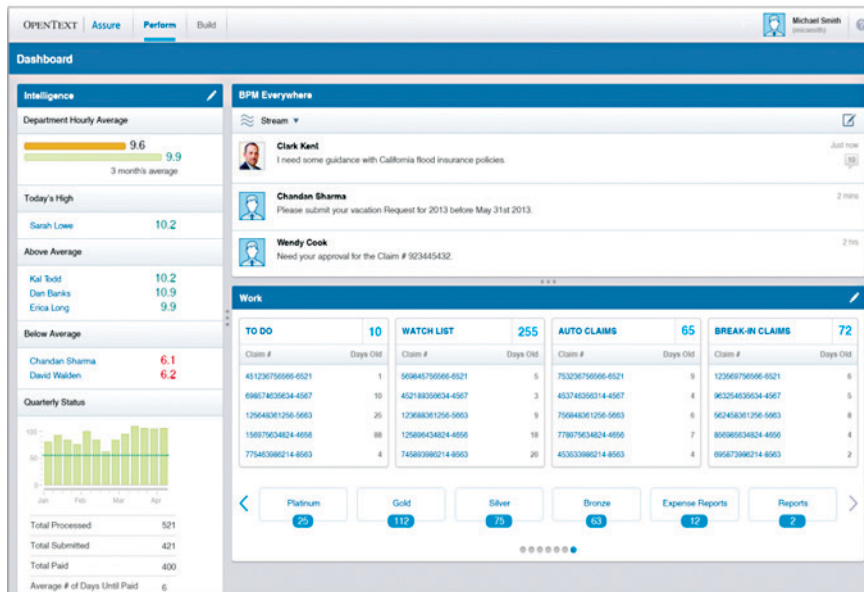 OPENTEXT Assure Perform Build
Michael Smith
Dashboard
Intelligence
Department Hourly Average
9.6
9.9
3 month's average
Today's High
Sarah Lowe 10.2
Above Average
Kal Todd 10.2
Dan Banks 10.9
Erica Long 9.9
Below Average
Chandan Sharma 6.1
David Walden 6.2
Quarterly Status
100
50
0
Jan Feb Mar Apr
Total Processed 521
Total Submitted 421
Total Paid 400
Average # of Days Until Paid 6
BPM Everywhere
Stream
Clark Kent Just now
I need some guidance with California flood insurance policies.
10
Chandan Sharma 2 mins
Please submit your vacation Request for 2013 before May 31st 2013.
Wendy Cook 2 hrs
Need your approval for the Claim # 923445432.
Work
TO DO 10
Claim # Days Old
451236756566-6521 1
698574635634-4567 10
125648361256-5663 25
156975634824-4656 88
775463986214-8563 4
WATCH LIST 255
Claim # Days Old
569845756566-6521 5
452189356634-4567 3
123688361256-5663 9
125896434824-4656 18
745893986214-8563 20
AUTO CLAIMS 65
Claim # Days Old
753236756566-6521 9
453746356314-4567 4
756848361256-5663 6
778975634824-4656 7
453633986214-8563 4
BREAK-IN CLAIMS 72
Claim # Days Old
123569756566-6521 6
963254635634-4567 5
562458361256-5663 8
856985634824-4656 4
695873986214-8563 2
Platinum Gold Silver Bronze Expense Reports Reports
25 112 75 63 12 2